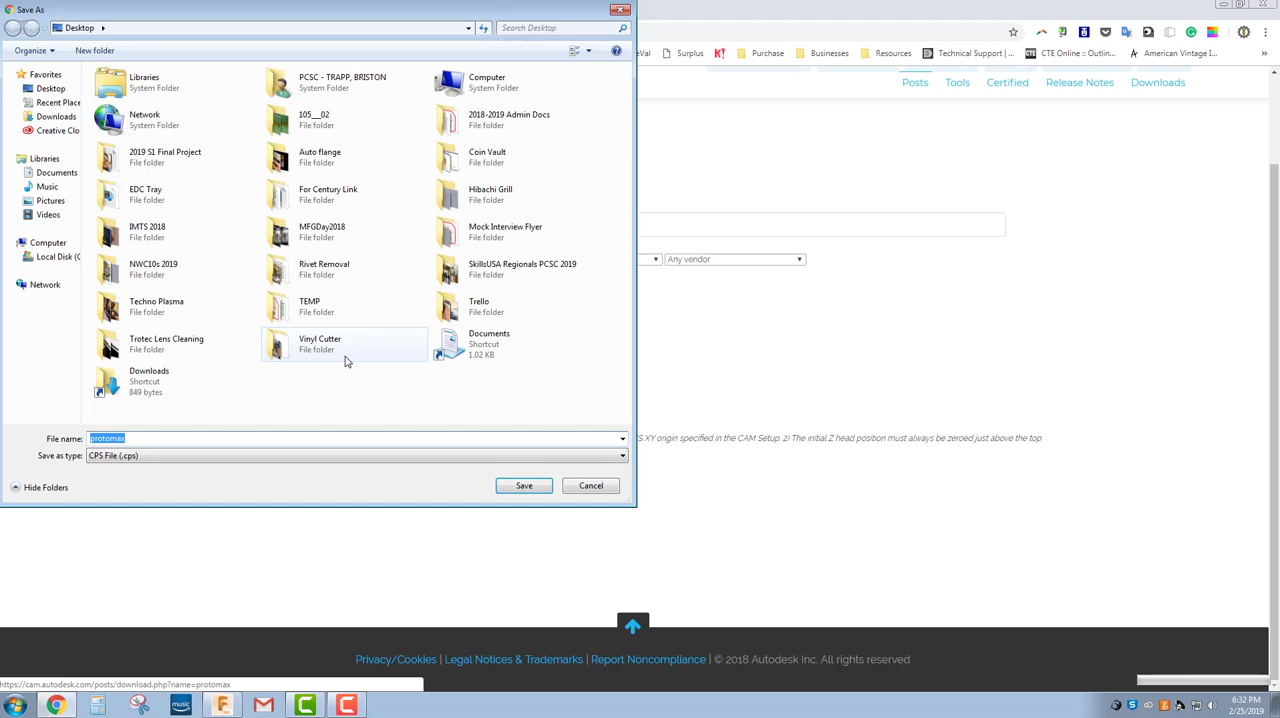 Save As
Desktop
Search Desktop
Organize
New folder
Favorites
Desktop
Recent Place
Downloads
Creative Clo
Libraries
Documents
Music
Pictures
Videos
Computer
Local Disk (C
Network
Libraries
System Folder
PCSC - TRAPP, BRISTON
System Folder
Computer
System Folder
Network
System Folder
105__02
File folder
2018-2019 Admin Docs
File folder
2019 S1 Final Project
File folder
Auto flange
File folder
Coin Vault
File folder
EDC Tray
File folder
For Century Link
File folder
Hibachi Grill
File folder
IMTS 2018
File folder
MFGDay2018
File folder
Mock Interview Flyer
File folder
NWC10s 2019
File folder
Rivet Removal
File folder
SkillsUSA Regionals PCSC 2019
File folder
Techno Plasma
File folder
TEMP
File folder
Trello
File folder
Trotec Lens Cleaning
File folder
Vinyl Cutter
File folder
Documents
Shortcut
1.02 KB
Downloads
Shortcut
849 bytes
File name:
protomax
Save as type:
CPS File (.cps)
Hide Folders
Save
Cancel
eVal
Surplus
Purchase
Businesses
Resources
Technical Support |...
CTE Online :: Outlin...
American Vintage I...
»
Posts
Tools
Certified
Release Notes
Downloads
Any vendor
S XY origin specified in the CAM Setup. 2) The initial Z head position must always be zeroed just above the top
Privacy/Cookies | Legal Notices & Trademarks | Report Noncompliance | © 2018 Autodesk Inc. All rights reserved
https://cam.autodesk.com/posts/download.php?name=protomax
music
6:32 PM
2/25/2019